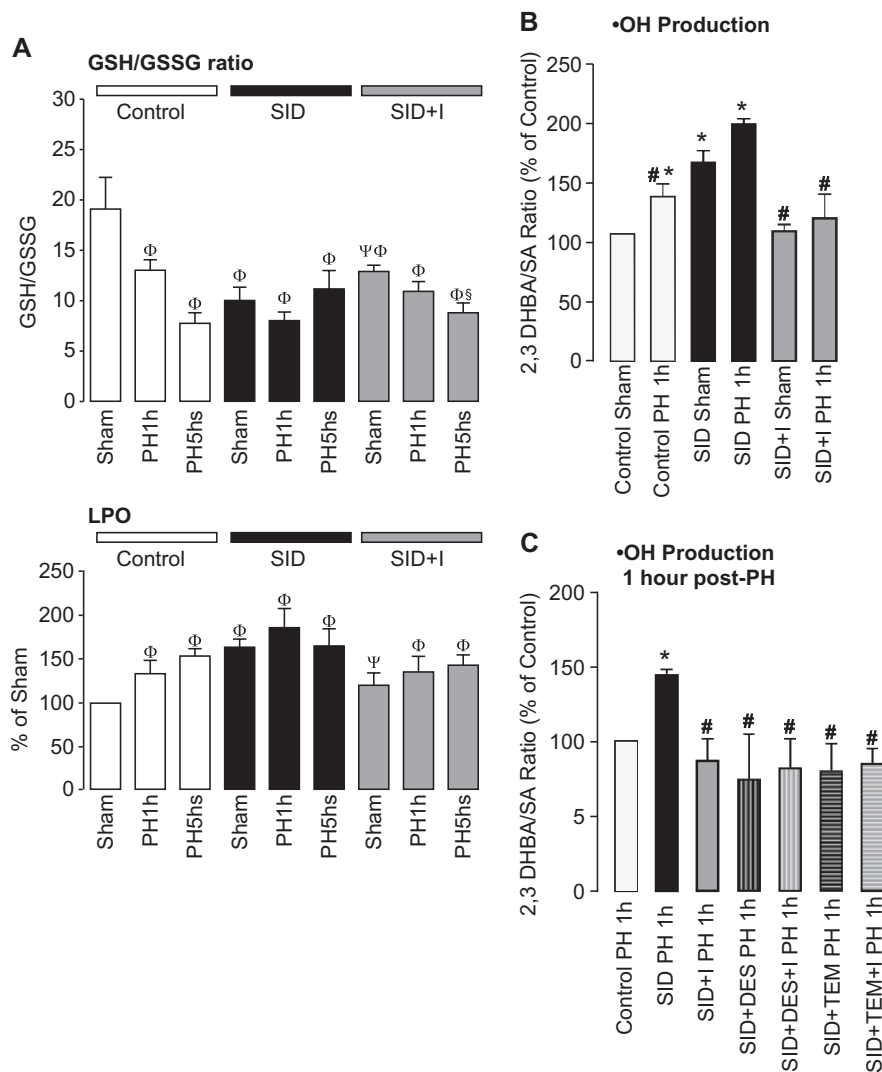 A
GSH/GSSG ratio
Control SID SID+I
GSH/GSSG
30
25
20
15
10
5
0
Φ Φ Φ Φ Φ ΨΦ Φ Φ§
Sham PH1h PH5hs Sham PH1h PH5hs Sham PH1h PH5hs
LPO
Control SID SID+I
% of Sham
250
200
150
100
50
0
Φ Φ Φ Φ Φ Ψ Φ Φ
Sham PH1h PH5hs Sham PH1h PH5hs Sham PH1h PH5hs
B
•OH Production
2,3 DHBA/SA Ratio (% of Control)
250
200
150
100
50
0
#* * * # #
Control Sham
Control PH 1h
SID Sham
SID PH 1h
SID+I Sham
SID+I PH 1h
C
•OH Production
1 hour post-PH
2,3 DHBA/SA Ratio (% of Control)
200
150
100
5
0
* # # # # #
Control PH 1h
SID PH 1h
SID+I PH 1h
SID+DES PH 1h
SID+DES+I PH 1h
SID+TEM PH 1h
SID+TEM+I PH 1h